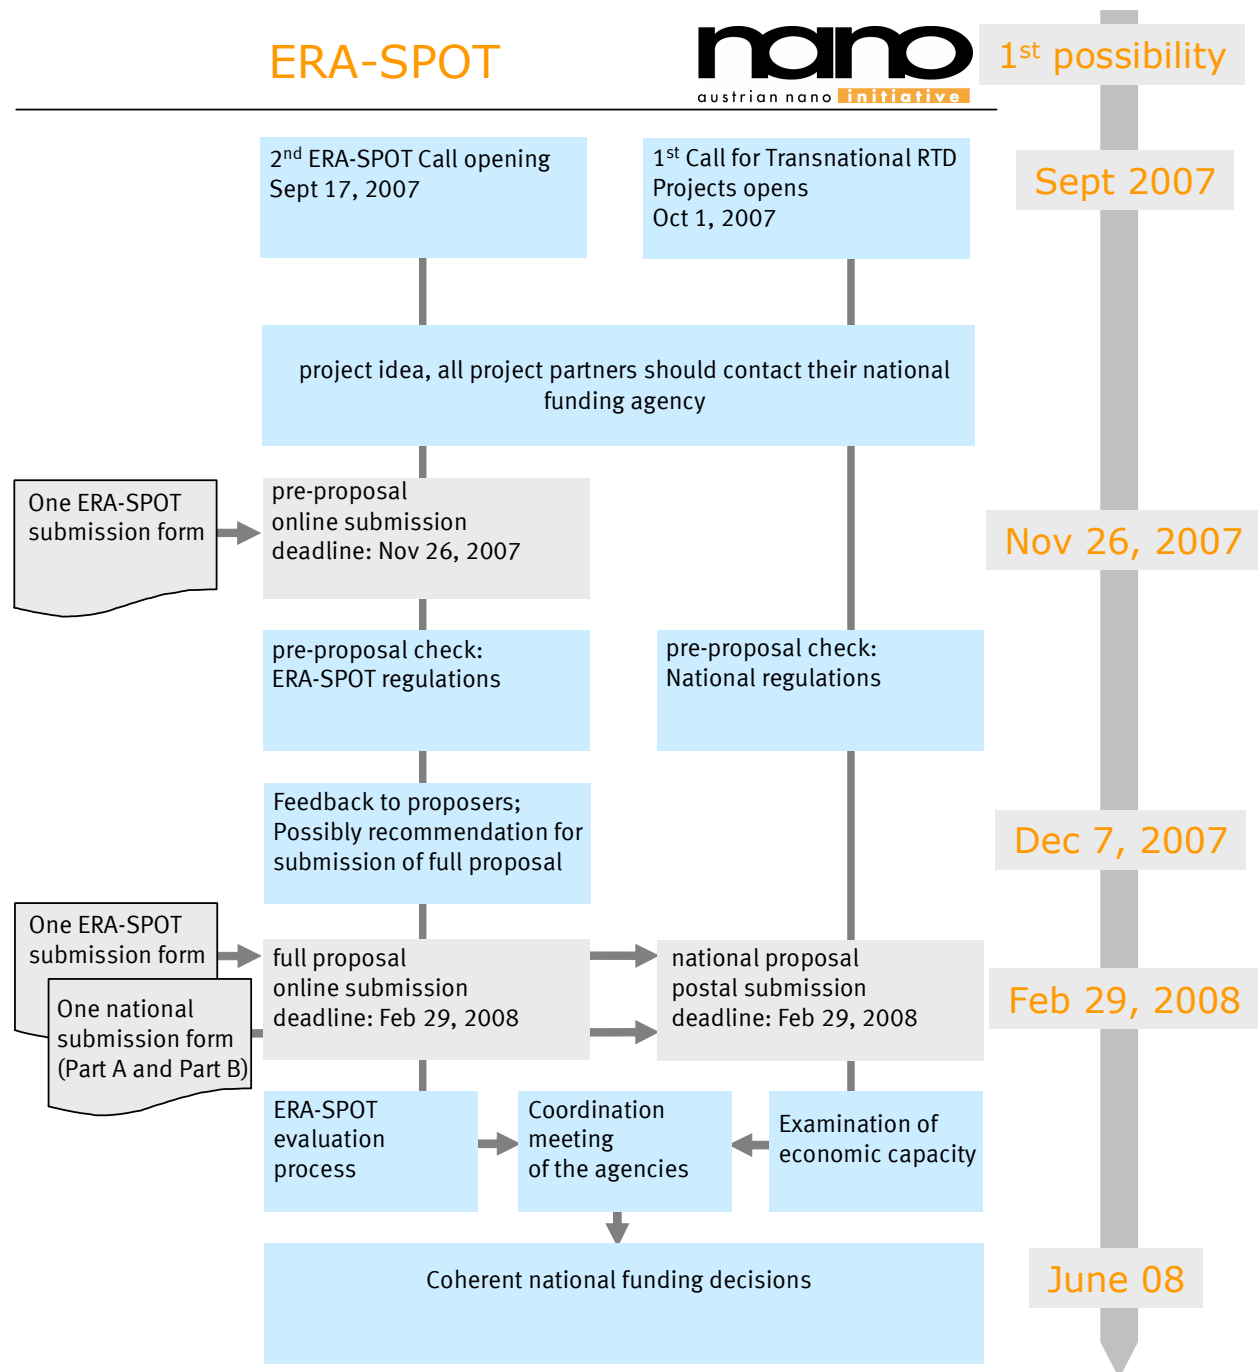 ERA-SPOT
nano
austrian nano initiative
1st possibility
2nd ERA-SPOT Call opening
Sept 17, 2007
1st Call for Transnational RTD
Projects opens
Oct 1, 2007
Sept 2007
project idea, all project partners should contact their national
funding agency
One ERA-SPOT
submission form
pre-proposal
online submission
deadline: Nov 26, 2007
Nov 26, 2007
pre-proposal check:
ERA-SPOT regulations
pre-proposal check:
National regulations
Feedback to proposers;
Possibly recommendation for
submission of full proposal
Dec 7, 2007
One ERA-SPOT
submission form
One national
submission form
(Part A and Part B)
full proposal
online submission
deadline: Feb 29, 2008
national proposal
postal submission
deadline: Feb 29, 2008
Feb 29, 2008
ERA-SPOT
evaluation
process
Coordination
meeting
of the agencies
Examination of
economic capacity
Coherent national funding decisions
June 08